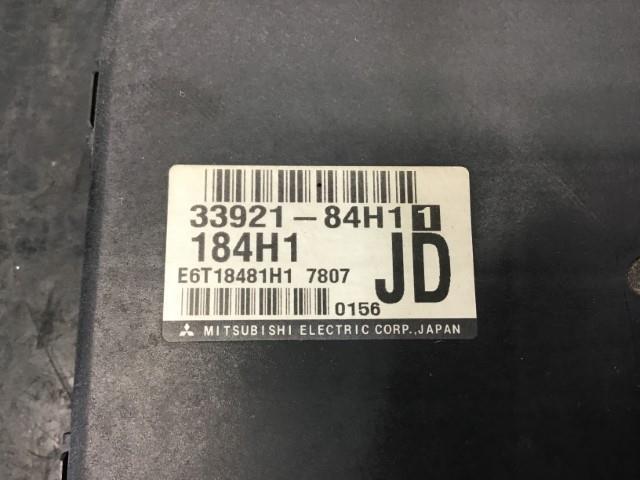 33921-84H1 1
184H1
JD
E6T18481H1 7807
0156
MITSUBISHI ELECTRIC CORP.,JAPAN